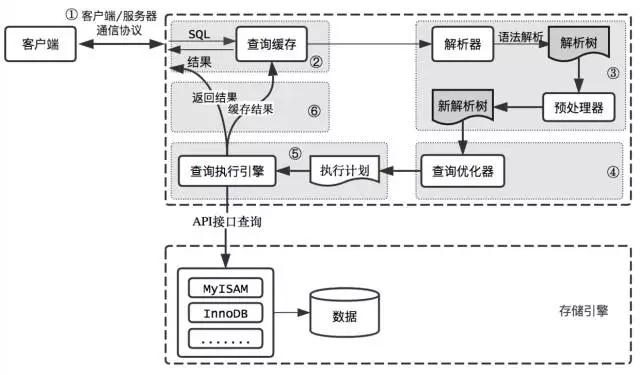 ① 客户端/服务器
通信协议
客户端
SQL
结果
查询缓存
②
解析器
语法解析
解析树
③
预处理器
新解析树
返回结果
缓存结果
⑥
查询执行引擎
⑤
执行计划
查询优化器
④
API接口查询
MyISAM
InnoDB
.......
数据
存储引擎